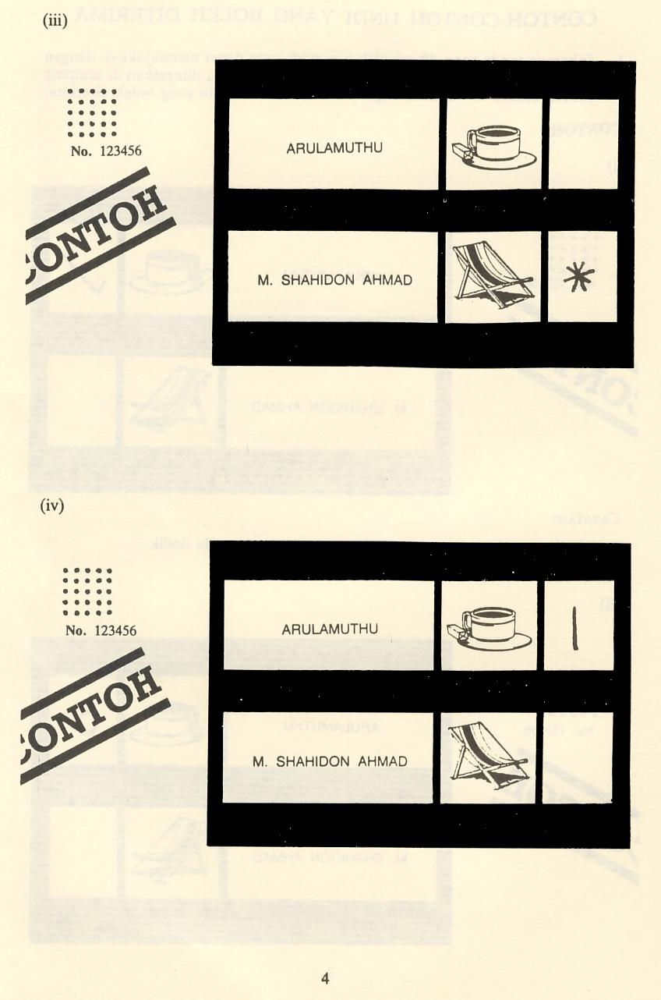 (iii)
No. 123456
CONTOH
ARULAMUTHU
M. SHAHIDON AHMAD
(iv)
No. 123456
CONTOH
ARULAMUTHU
M. SHAHIDON AHMAD
4